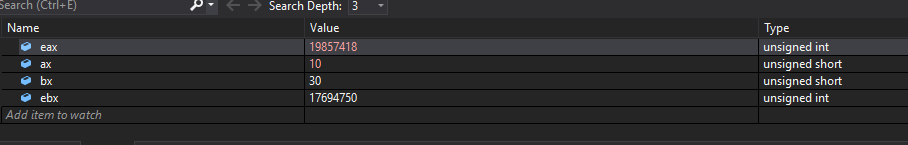 Search (Ctrl+E) Search Depth: 3
Name Value Type
eax 19857418 unsigned int
ax 10 unsigned short
bx 30 unsigned short
ebx 17694750 unsigned int
Add item to watch